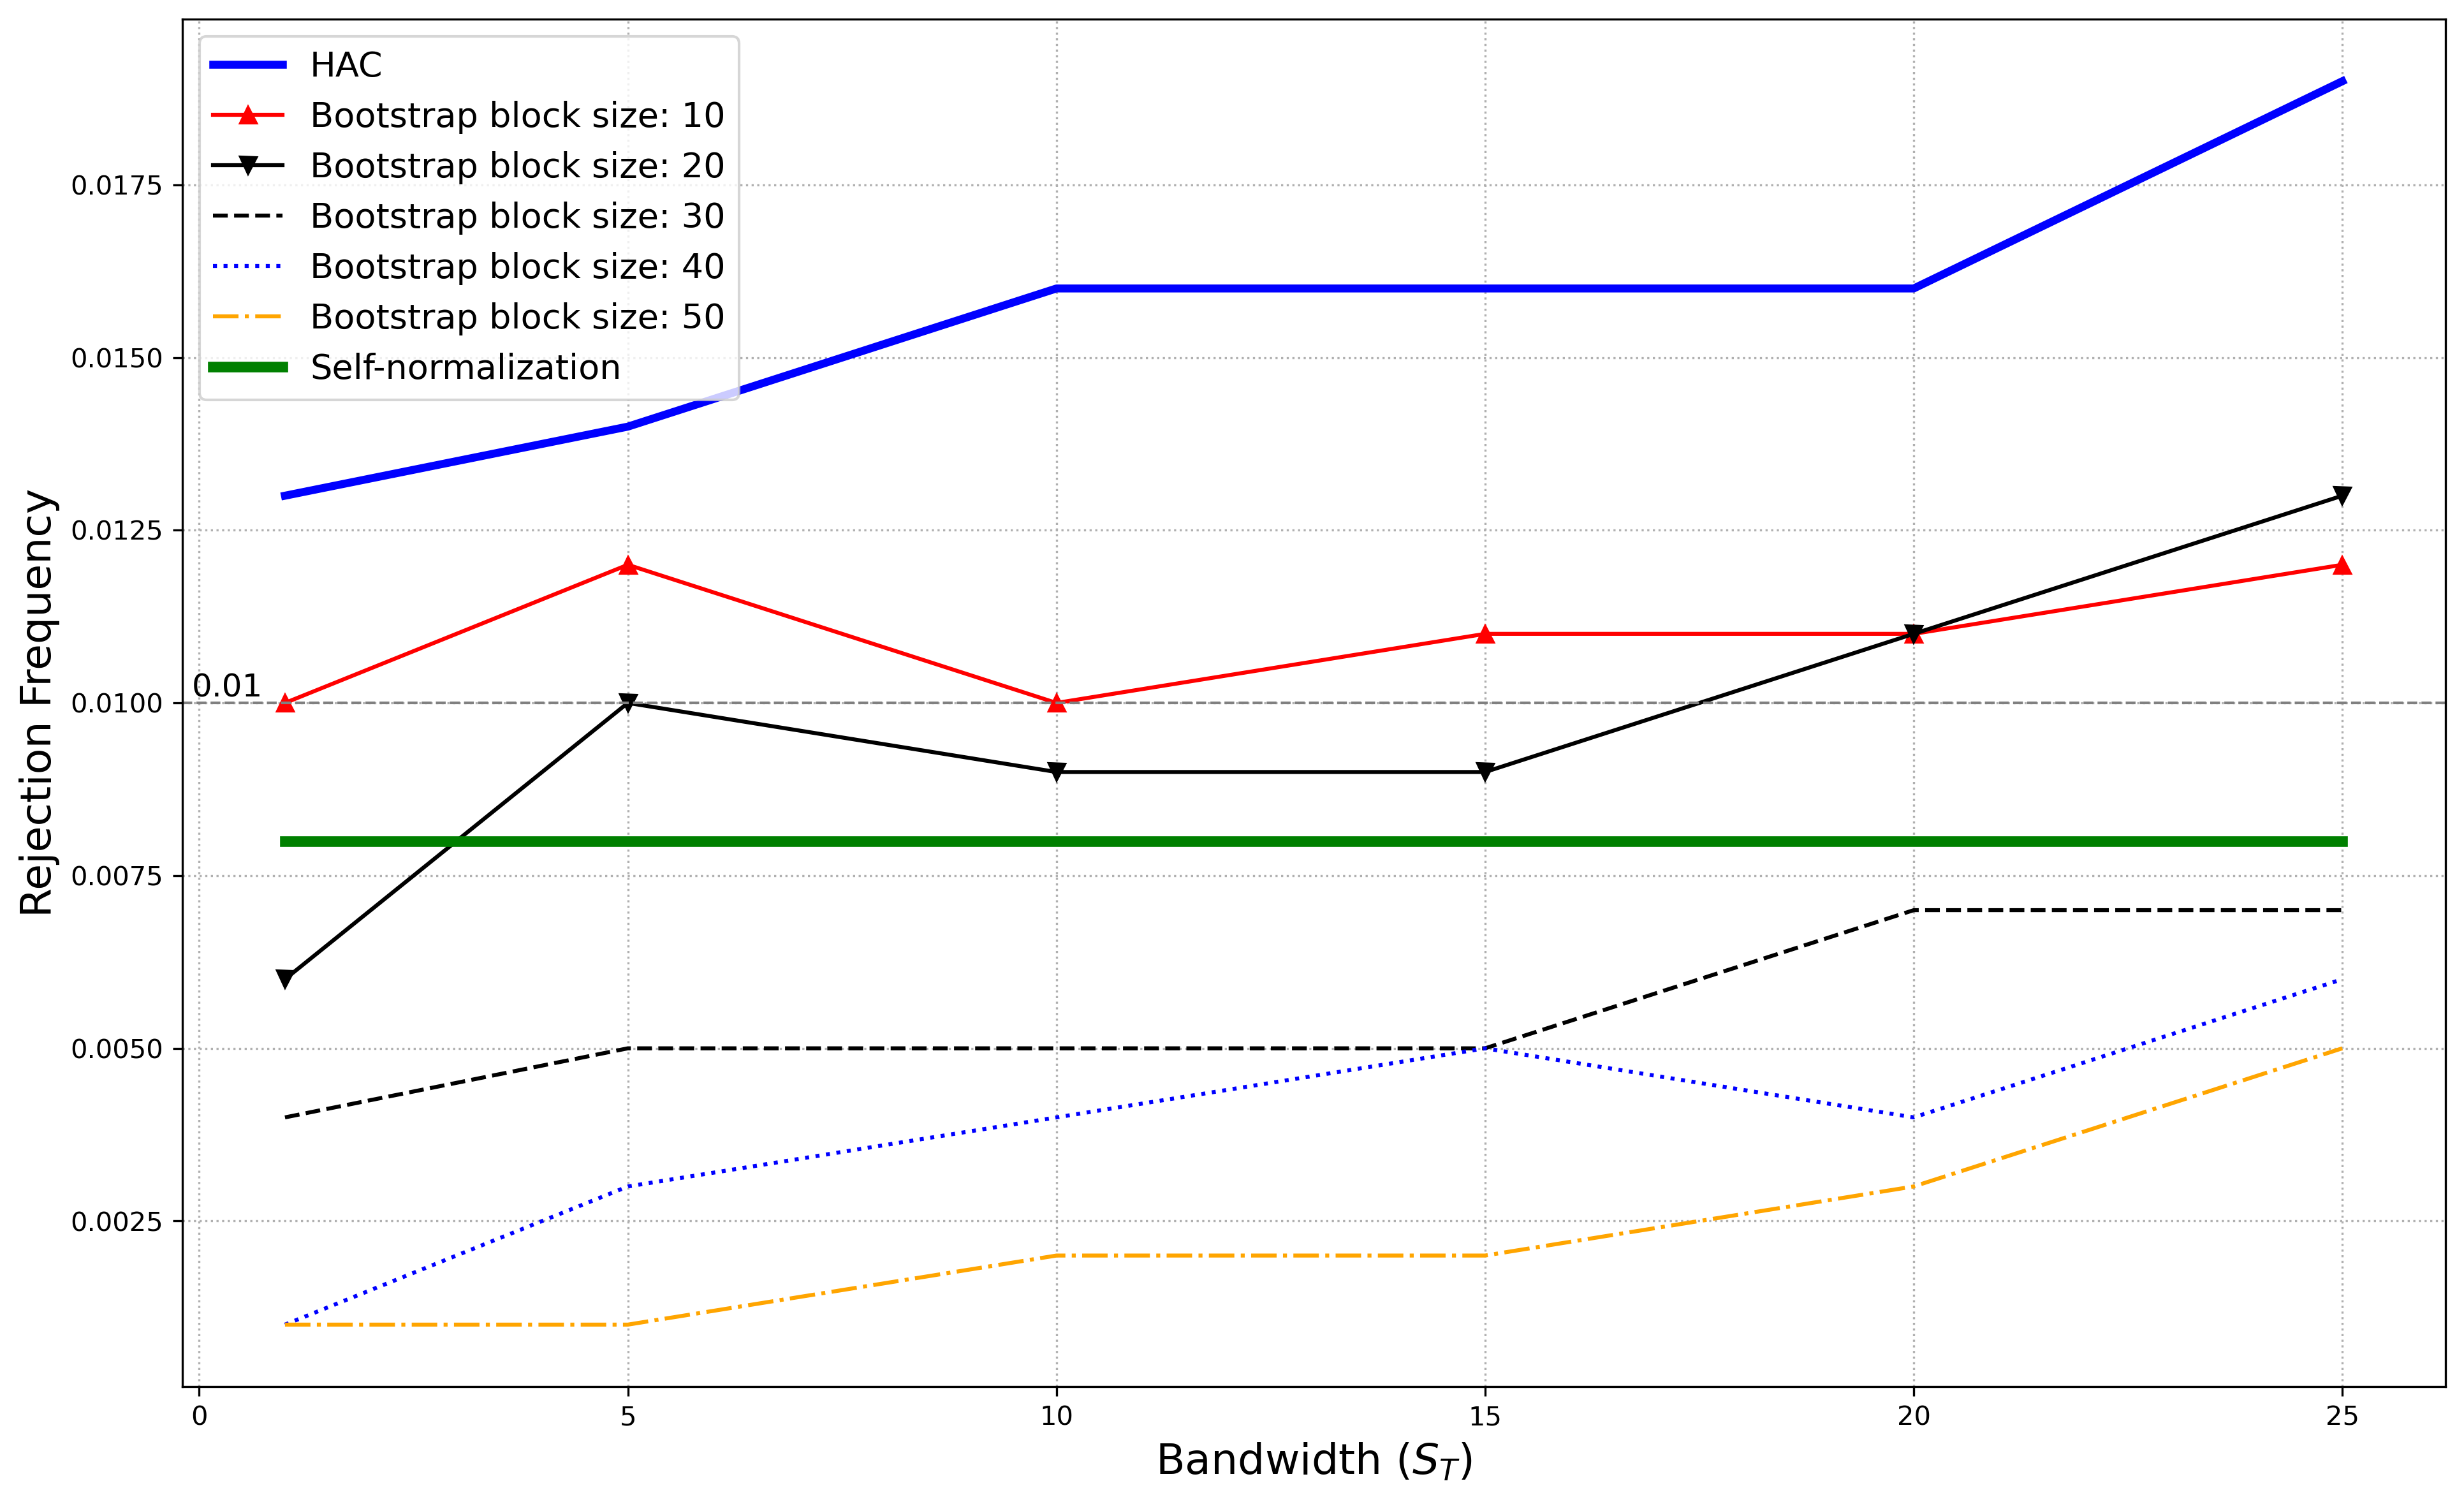 HAC
Bootstrap block size: 10
Bootstrap block size: 20
Bootstrap block size: 30
Bootstrap block size: 40
Bootstrap block size: 50
Self-normalization
0.0175
0.0150
0.0125
0.0100
0.0075
0.0050
0.0025
0.01
Rejection Frequency
0 5 10 15 20 25
Bandwidth (S_T)